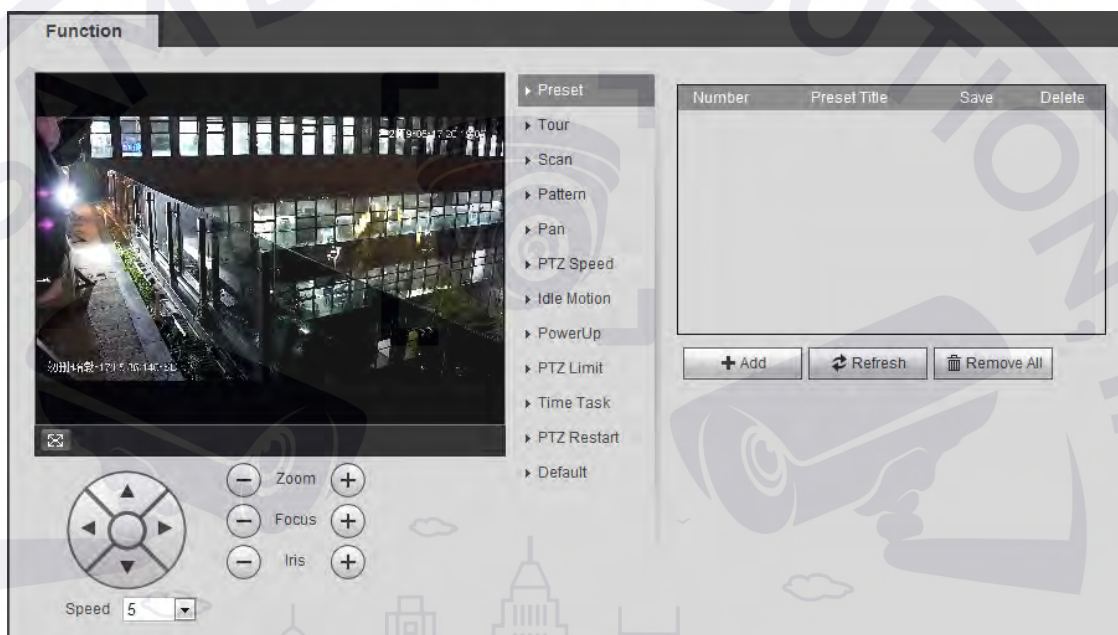 Function
Preset
Tour
Scan
Pattern
Pan
PTZ Speed
Idle Motion
PowerUp
PTZ Limit
Time Task
PTZ Restart
Default
Number Preset Title Save Delete
Add Refresh Remove All
Zoom
Focus
Iris
Speed 5